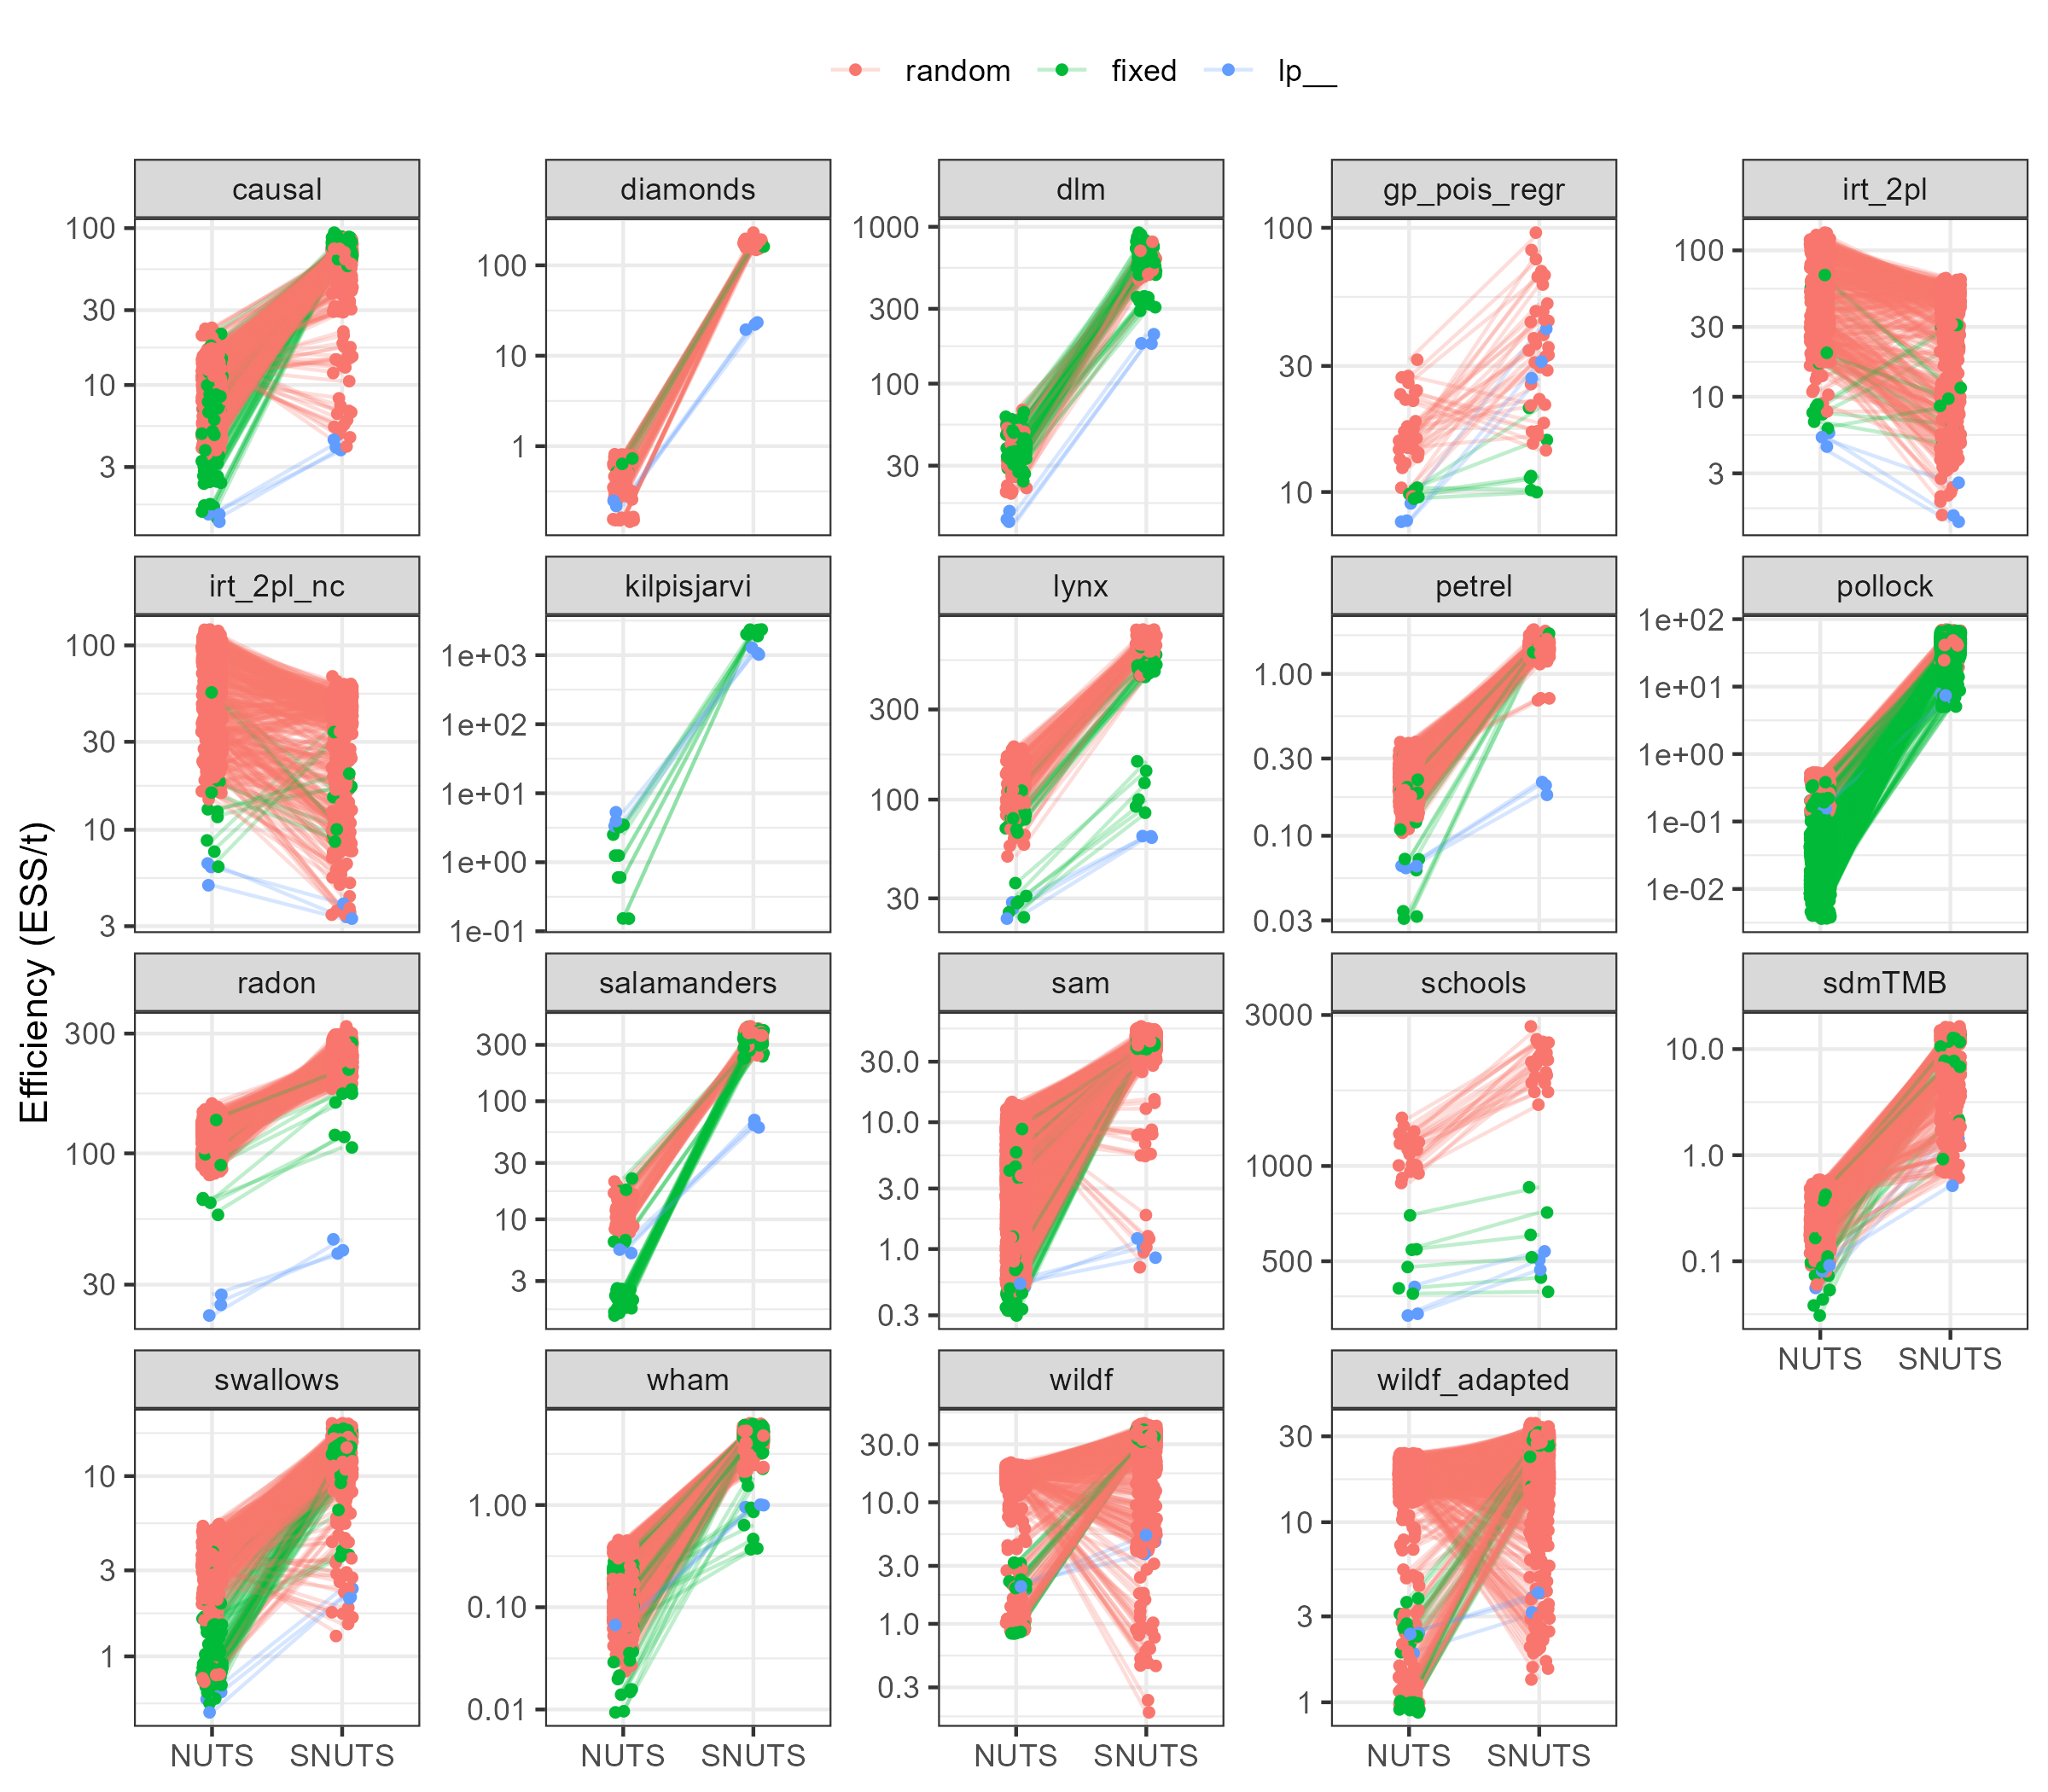 random fixed lp__
causal diamonds dlm gp_pois_regr irt_2pl
100 30 10 3
100 10 1
1000 300 100 30
100 30 10
100 30 10 3
irt_2pl_nc kilpisjarvi lynx petrel pollock
100 30 10 3
1e+03 1e+02 1e+01 1e+00 1e-01
300 100 30
1.00 0.30 0.10 0.03
1e+02 1e+01 1e+00 1e-01 1e-02
Efficiency (ESS/t)
radon salamanders sam schools sdmTMB
300 100 30
300 100 30 10 3
30.0 10.0 3.0 1.0 0.3
3000 1000 500
10.0 1.0 0.1
NUTS SNUTS
swallows wham wildf wildf_adapted
10 3 1
1.00 0.10 0.01
30.0 10.0 3.0 1.0 0.3
30 10 3 1
NUTS SNUTS NUTS SNUTS NUTS SNUTS NUTS SNUTS